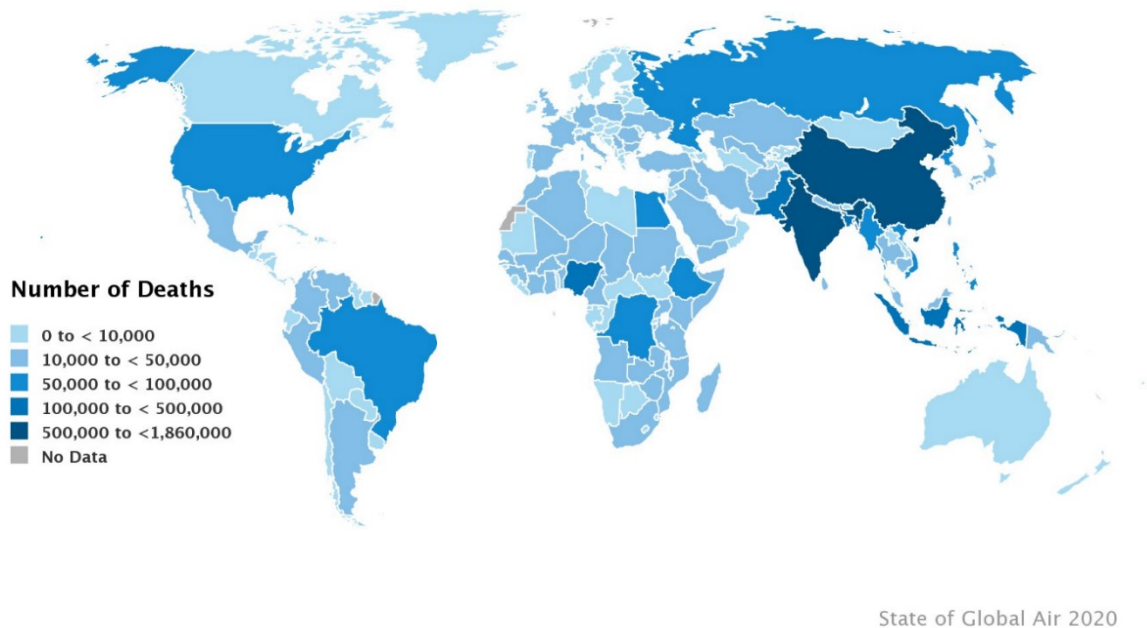 Number of Deaths
0 to < 10,000
10,000 to < 50,000
50,000 to < 100,000
100,000 to < 500,000
500,000 to <1,860,000
No Data
State of Global Air 2020